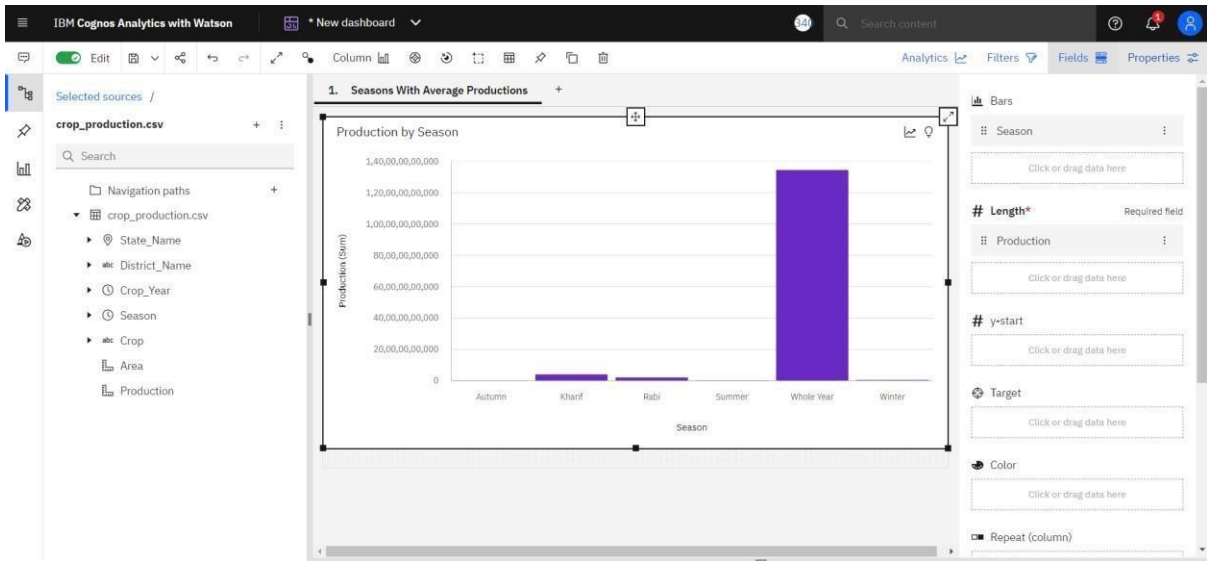 IBM Cognos Analytics with Watson
* New dashboard
340
Search content
Edit
Column
Analytics
Filters
Fields
Properties
Selected sources /
crop_production.csv
Search
Navigation paths
crop_production.csv
State_Name
abc District_Name
Crop_Year
Season
abc Crop
Area
Production
1. Seasons With Average Productions
Production by Season
1,40,00,00,00,000
1,20,00,00,00,000
1,00,00,00,00,000
80,00,00,00,000
60,00,00,00,000
40,00,00,00,000
20,00,00,00,000
0
Production (Sum)
Autumn Kharif Rabi Summer Whole Year Winter
Season
Bars
Season
Click or drag data here
# Length* Required field
Production
Click or drag data here
# y-start
Click or drag data here
Target
Click or drag data here
Color
Click or drag data here
Repeat (column)